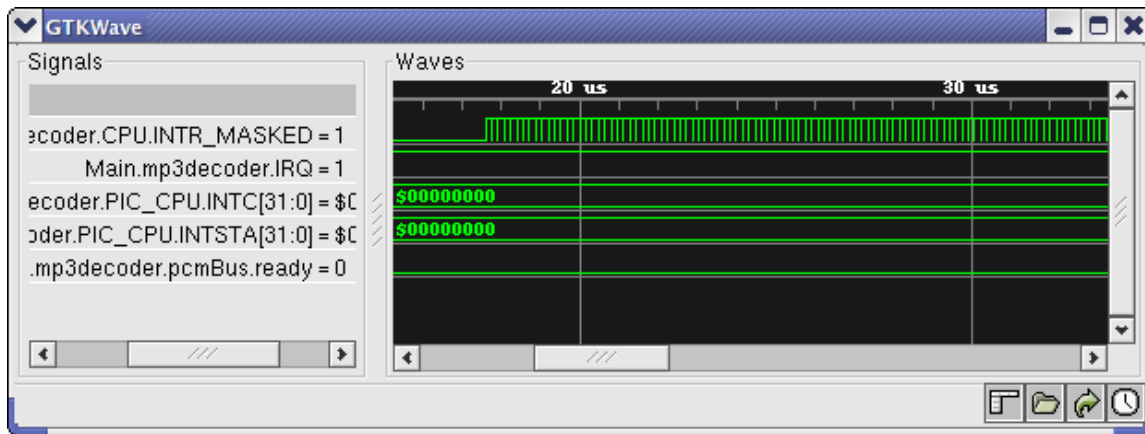 GTKWave
Signals
Waves
20 us
30 us
ecoder.CPU.INTR_MASKED = 1
Main.mp3decoder.IRQ = 1
ecoder.PIC_CPU.INTC[31:0] = $0
$00000000
oder.PIC_CPU.INTSTA[31:0] = $0
$00000000
.mp3decoder.pcmBus.ready = 0